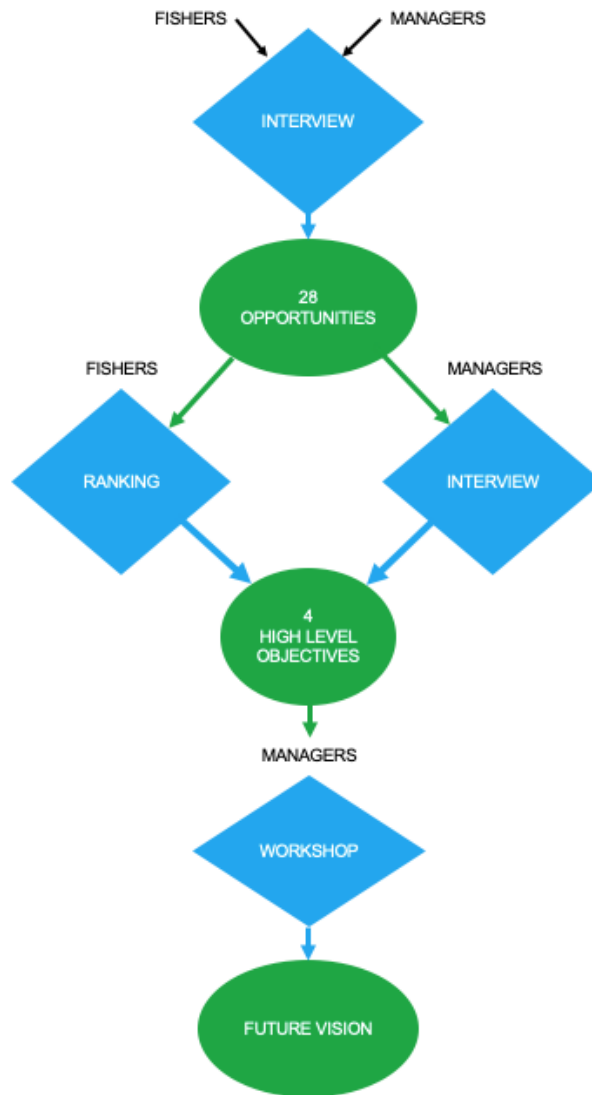 FISHERS
MANAGERS
INTERVIEW
28
OPPORTUNITIES
FISHERS
MANAGERS
RANKING
INTERVIEW
4
HIGH LEVEL
OBJECTIVES
MANAGERS
WORKSHOP
FUTURE VISION